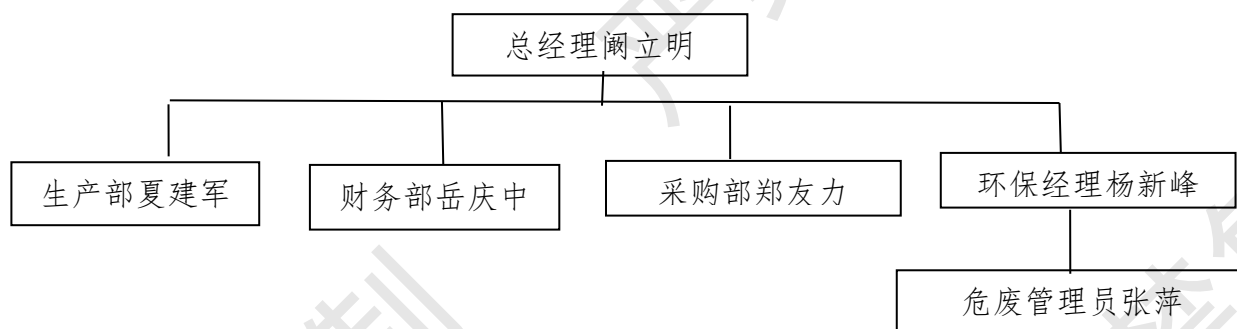 总经理阚立明
生产部夏建军
财务部岳庆中
采购部郑友力
环保经理杨新峰
危废管理员张萍